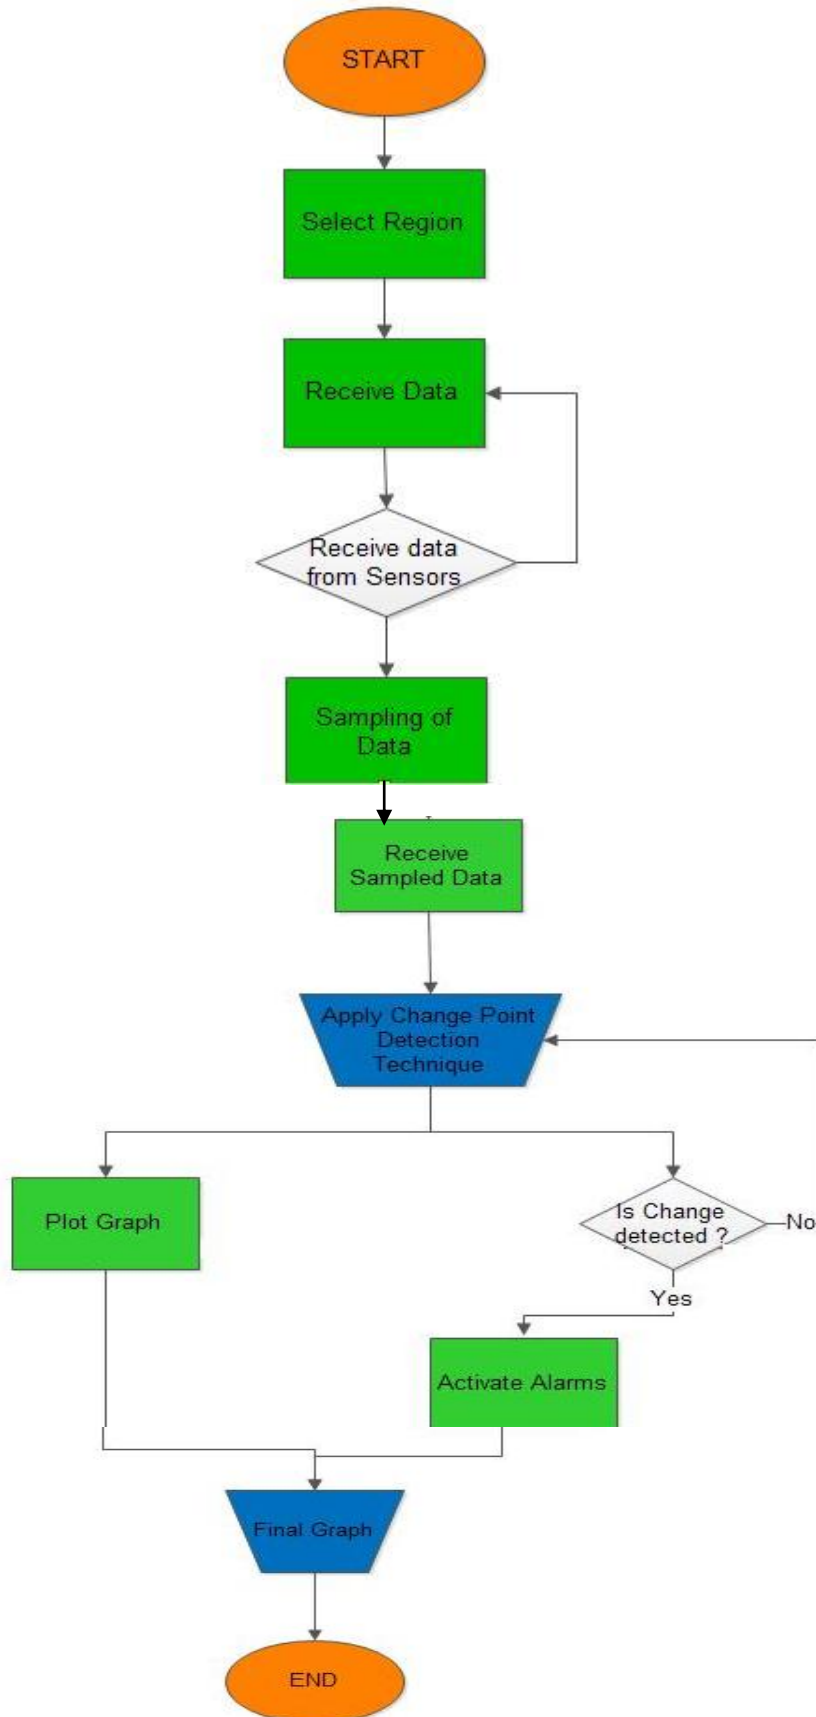 START
Select Region
Receive Data
Receive data
from Sensors
Sampling of
Data
Receive
Sampled Data
Apply Change Point
Detection
Technique
Plot Graph
Is Change
detected ?
No
Yes
Activate Alarms
Final Graph
END